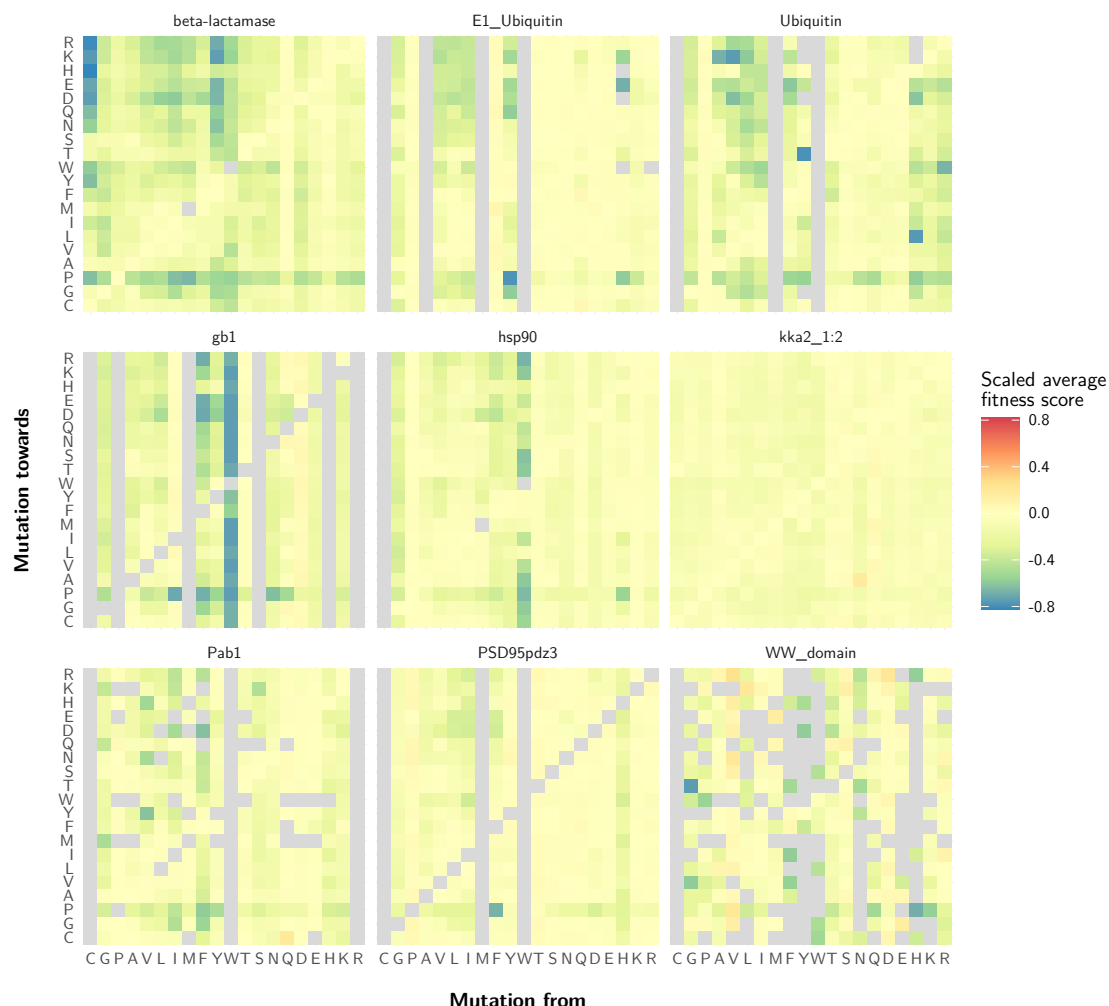 beta-lactamase
E1_Ubiquitin
Ubiquitin
R
K
H
E
D
Q
N
S
T
W
Y
F
M
I
L
V
A
P
G
C
gb1
hsp90
kka2_1:2
R
K
H
E
D
Q
N
S
T
W
Y
F
M
I
L
V
A
P
G
C
Pab1
PSD95pdz3
WW_domain
R
K
H
E
D
Q
N
S
T
W
Y
F
M
I
L
V
A
P
G
C
C G P A V L I M F Y W T S N Q D E H K R
C G P A V L I M F Y W T S N Q D E H K R
C G P A V L I M F Y W T S N Q D E H K R
Mutation towards
Mutation from
Scaled average
fitness score
0.8
0.4
0.0
-0.4
-0.8